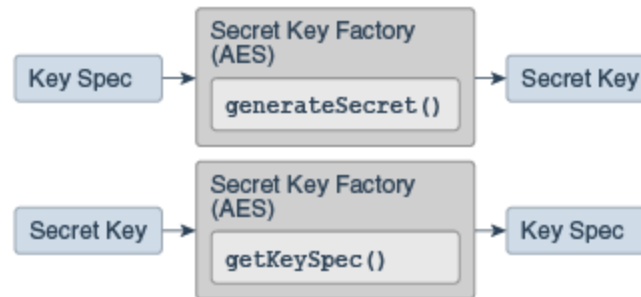 Key Spec
Secret Key Factory
(AES)
generateSecret()
Secret Key
Secret Key
Secret Key Factory
(AES)
getKeySpec()
Key Spec